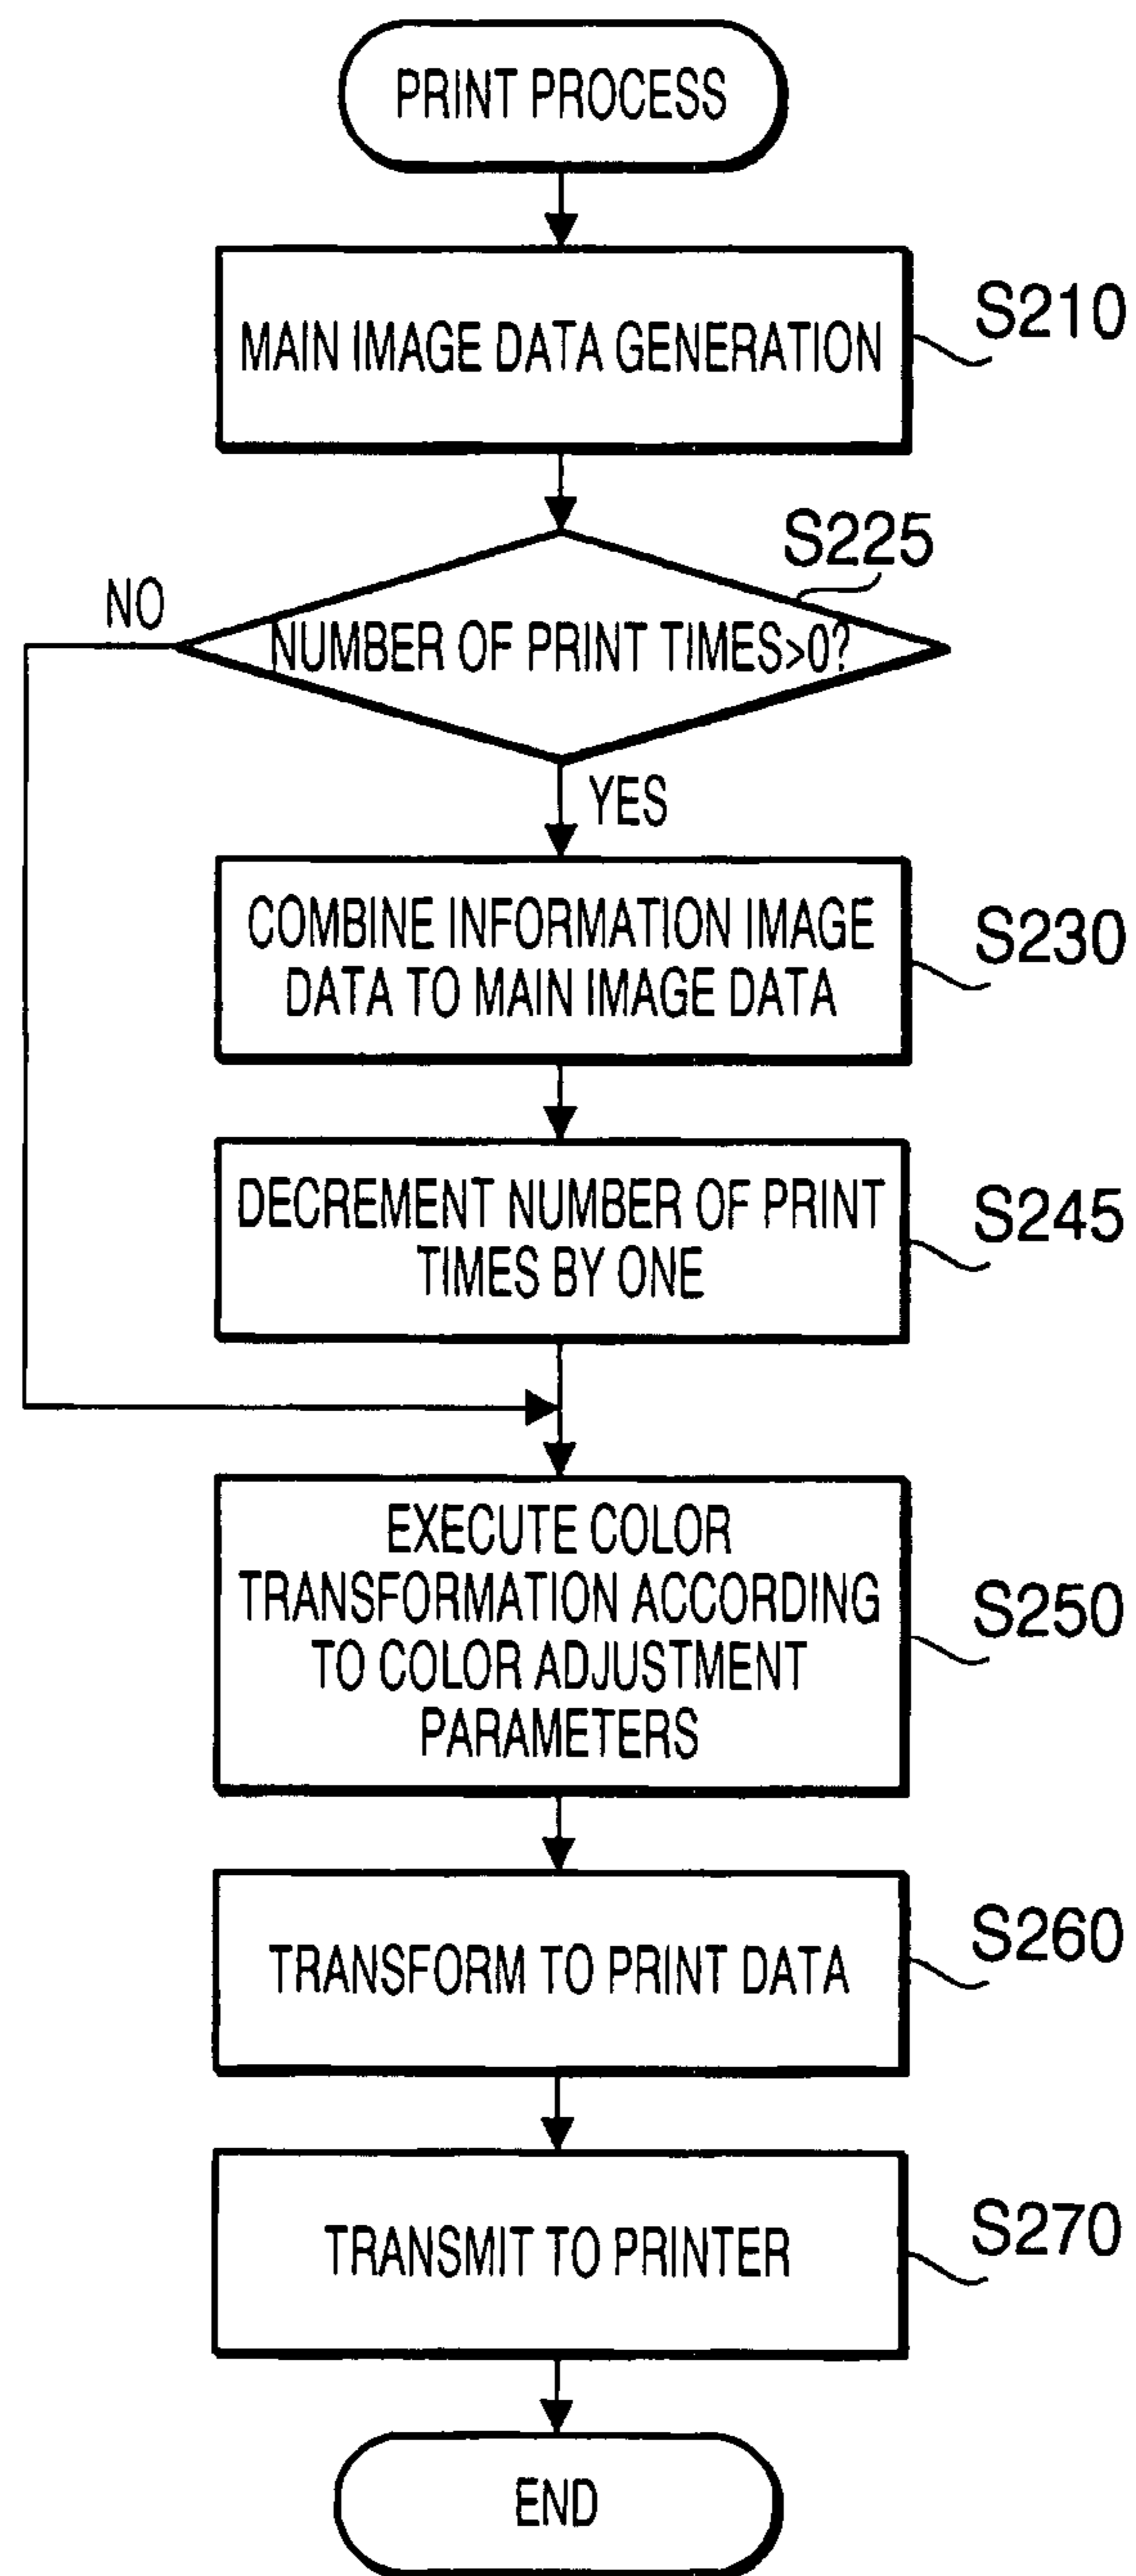 PRINT PROCESS
MAIN IMAGE DATA GENERATION
S210
S225
NO
NUMBER OF PRINT TIMES>0?
YES
COMBINE INFORMATION IMAGE
DATA TO MAIN IMAGE DATA
S230
DECREMENT NUMBER OF PRINT
TIMES BY ONE
S245
EXECUTE COLOR
TRANSFORMATION ACCORDING
TO COLOR ADJUSTMENT
PARAMETERS
S250
TRANSFORM TO PRINT DATA
S260
TRANSMIT TO PRINTER
S270
END